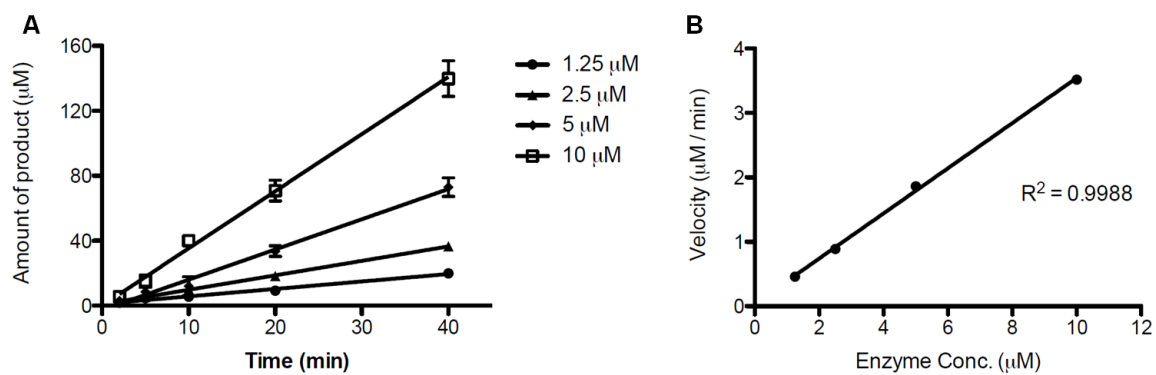 A
160
120
80
40
0
0
10
20
30
40
Amount of product (μM)
Time (min)
1.25 μM
2.5 μM
5 μM
10 μM
B
4
3
2
1
0
0
2
4
6
8
10
12
Velocity (μM / min)
Enzyme Conc. (μM)
R² = 0.9988